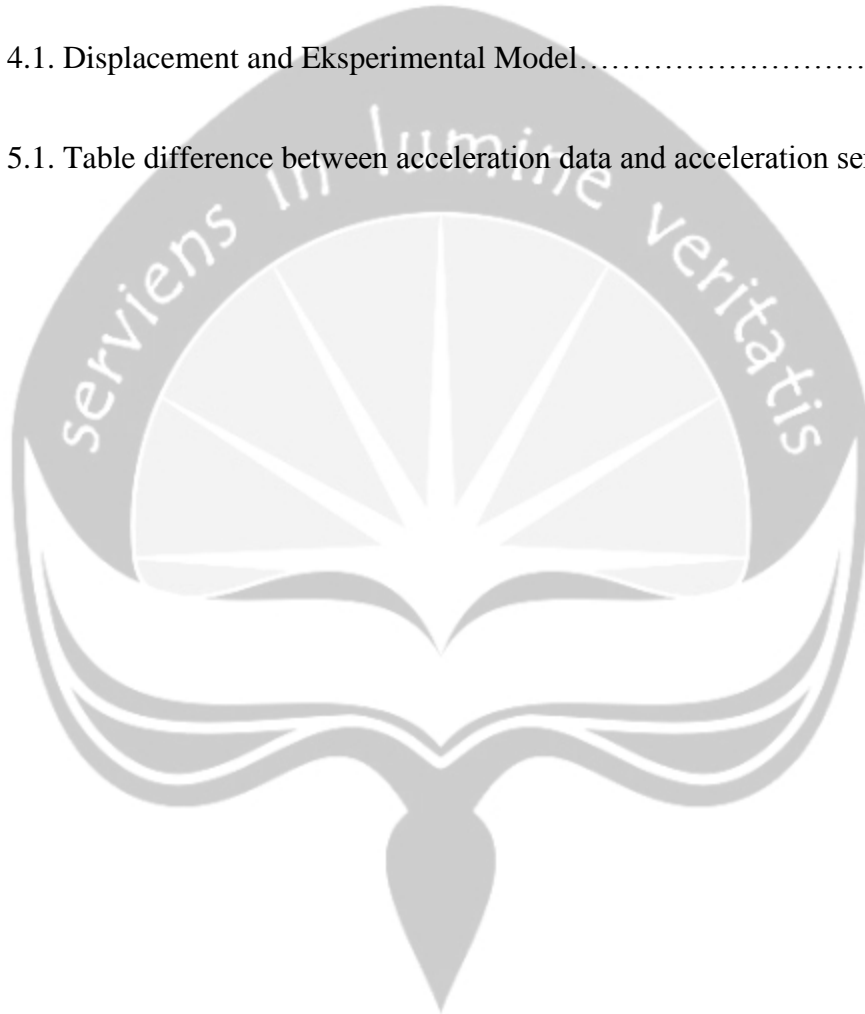 4.1. Displacement and Eksperimental Model………………………
5.1. Table difference between acceleration data and acceleration
serviens in lumine veritatis